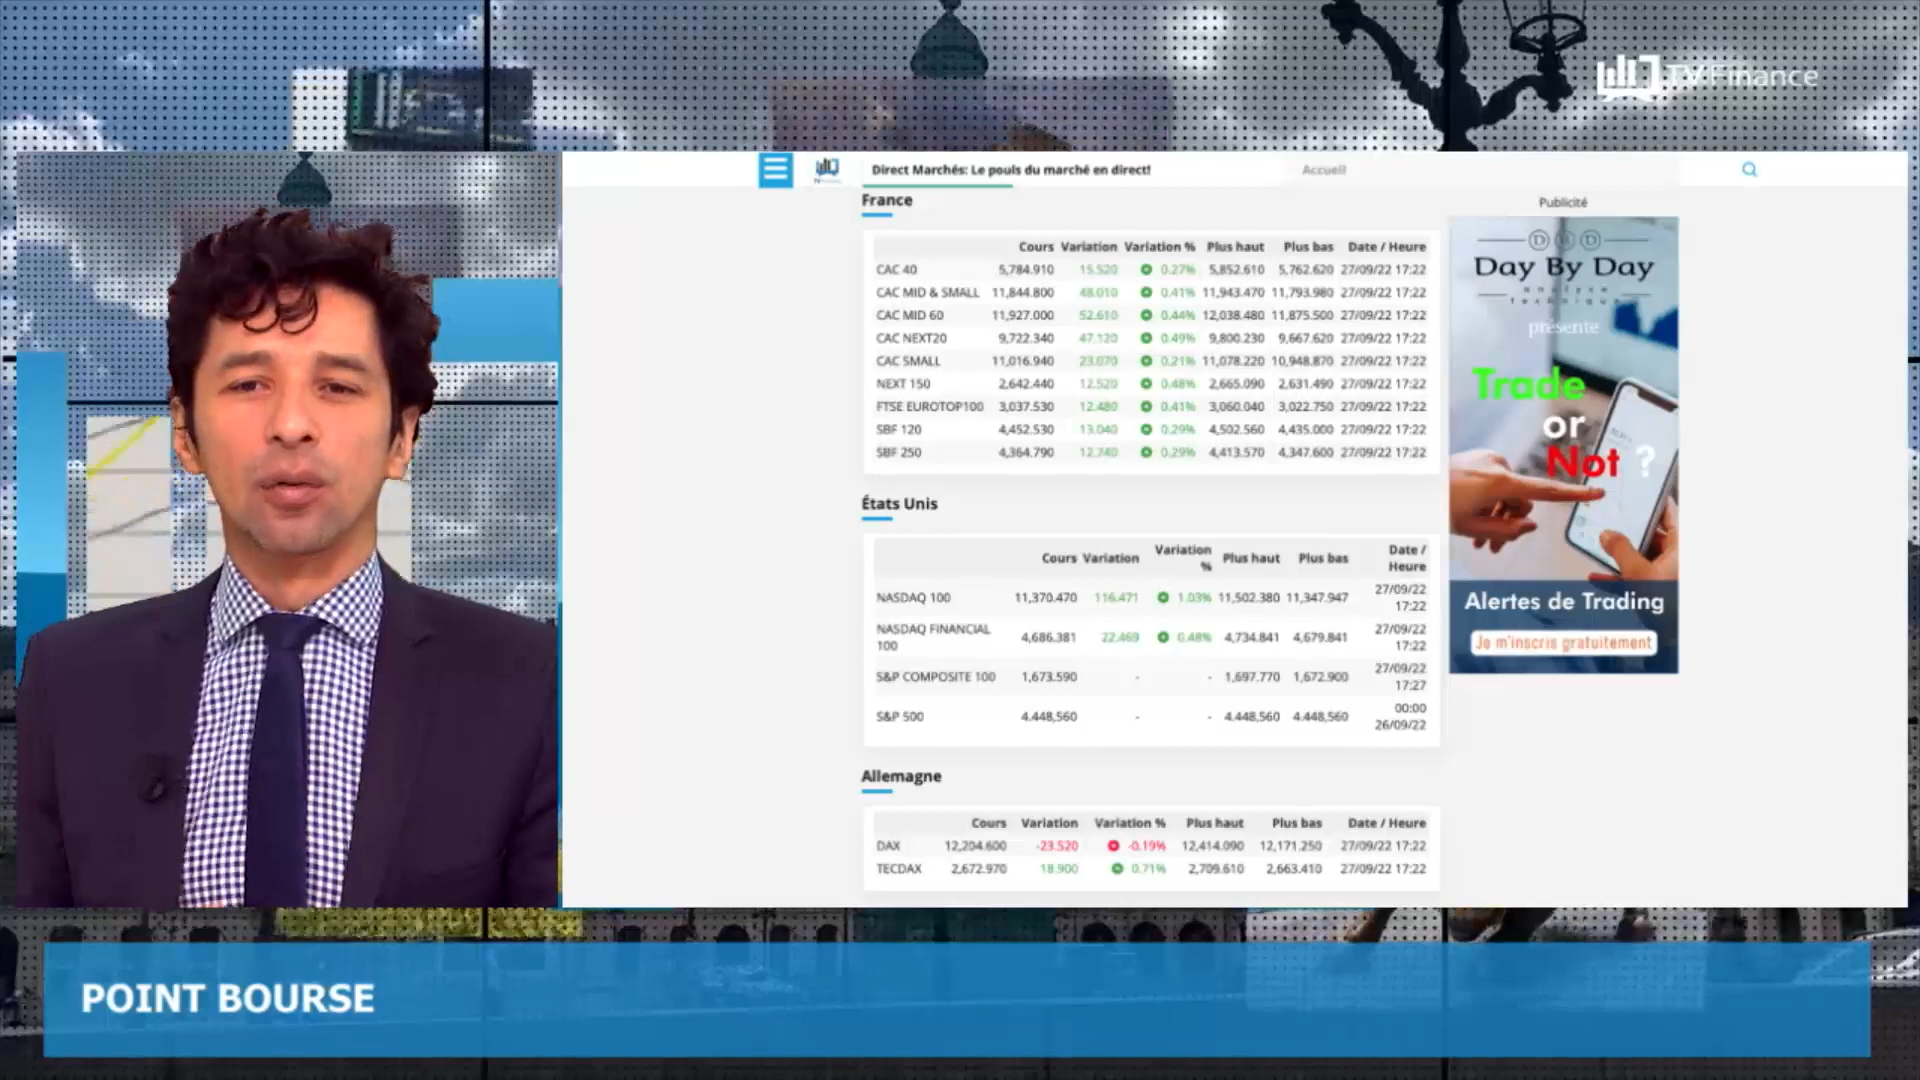 TVFinance
Direct Marchés: Le pouls du marché en direct! Accueil
France
Publicité
Cours Variation Variation % Plus haut Plus bas Date / Heure
CAC 40 5,784.910 15.520 0.27% 5,852.610 5,762.620 27/09/22 17:22
CAC MID & SMALL 11,844.800 48.010 0.41% 11,943.470 11,793.980 27/09/22 17:22
CAC MID 60 11,927.000 52.610 0.44% 12,038.480 11,875.500 27/09/22 17:22
CAC NEXT20 9,722.340 47.120 0.49% 9,800.230 9,667.620 27/09/22 17:22
CAC SMALL 11,016.940 23.070 0.21% 11,078.220 10,948.870 27/09/22 17:22
NEXT 150 2,642.440 12.520 0.48% 2,665.090 2,631.490 27/09/22 17:22
FTSE EUROTOP100 3,037.530 12.480 0.41% 3,060.040 3,022.750 27/09/22 17:22
SBF 120 4,452.530 13.040 0.29% 4,502.560 4,435.000 27/09/22 17:22
SBF 250 4,364.790 12.740 0.29% 4,413.570 4,347.600 27/09/22 17:22
États Unis
Cours Variation Variation % Plus haut Plus bas Date / Heure
NASDAQ 100 11,370.470 116.471 1.03% 11,502.380 11,347.947 27/09/22 17:22
NASDAQ FINANCIAL 100 4,686.381 22.469 0.48% 4,734.841 4,679.841 27/09/22 17:22
S&P COMPOSITE 100 1,673.590 - - 1,697.770 1,672.900 27/09/22 17:27
S&P 500 4.448,560 - - 4.448,560 4.448,560 00:00 26/09/22
Allemagne
Cours Variation Variation % Plus haut Plus bas Date / Heure
DAX 12,204.600 -23.520 -0.19% 12,414.090 12,171.250 27/09/22 17:22
TECDAX 2,672.970 18.900 0.71% 2,709.610 2,663.410 27/09/22 17:22
D B D
Day By Day
analyse
technique
présente
Trade
or
Not ?
Alertes de Trading
Je m'inscris gratuitement
POINT BOURSE